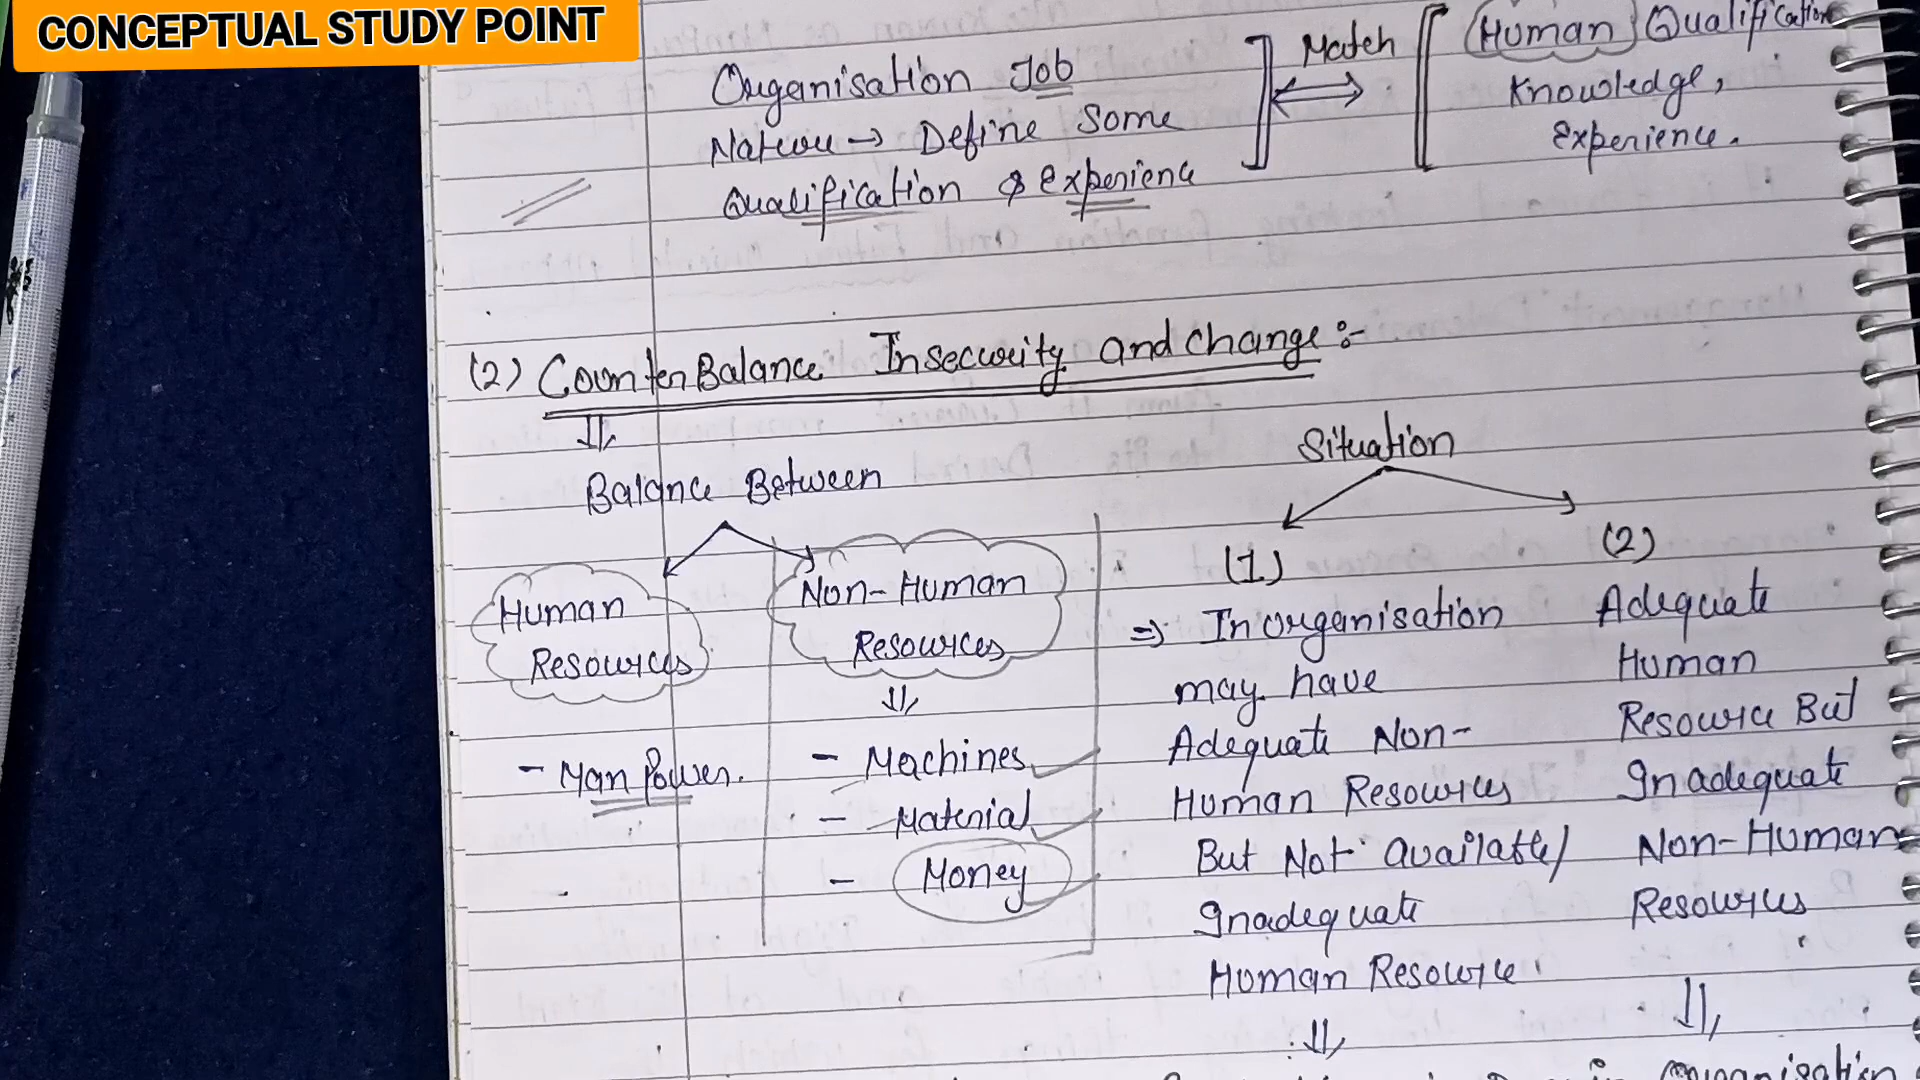 CONCEPTUAL STUDY POINT
Organisation Job
Nature → Define Some
Qualification & experience
Match
(Human) Qualification
Knowledge,
experience.
(2) Counter Balance Insecurity and change :-
Balance Between
Human
Resources
- Man Power.
Non-Human
Resources
- Machines
- Material
- Money
Situation
(1)
⇒ In organisation
may have
Adequate Non-
Human Resources
But Not available/
Inadequate
Human Resource.
(2)
Adequate
Human
Resource But
Inadequate
Non-Human
Resources